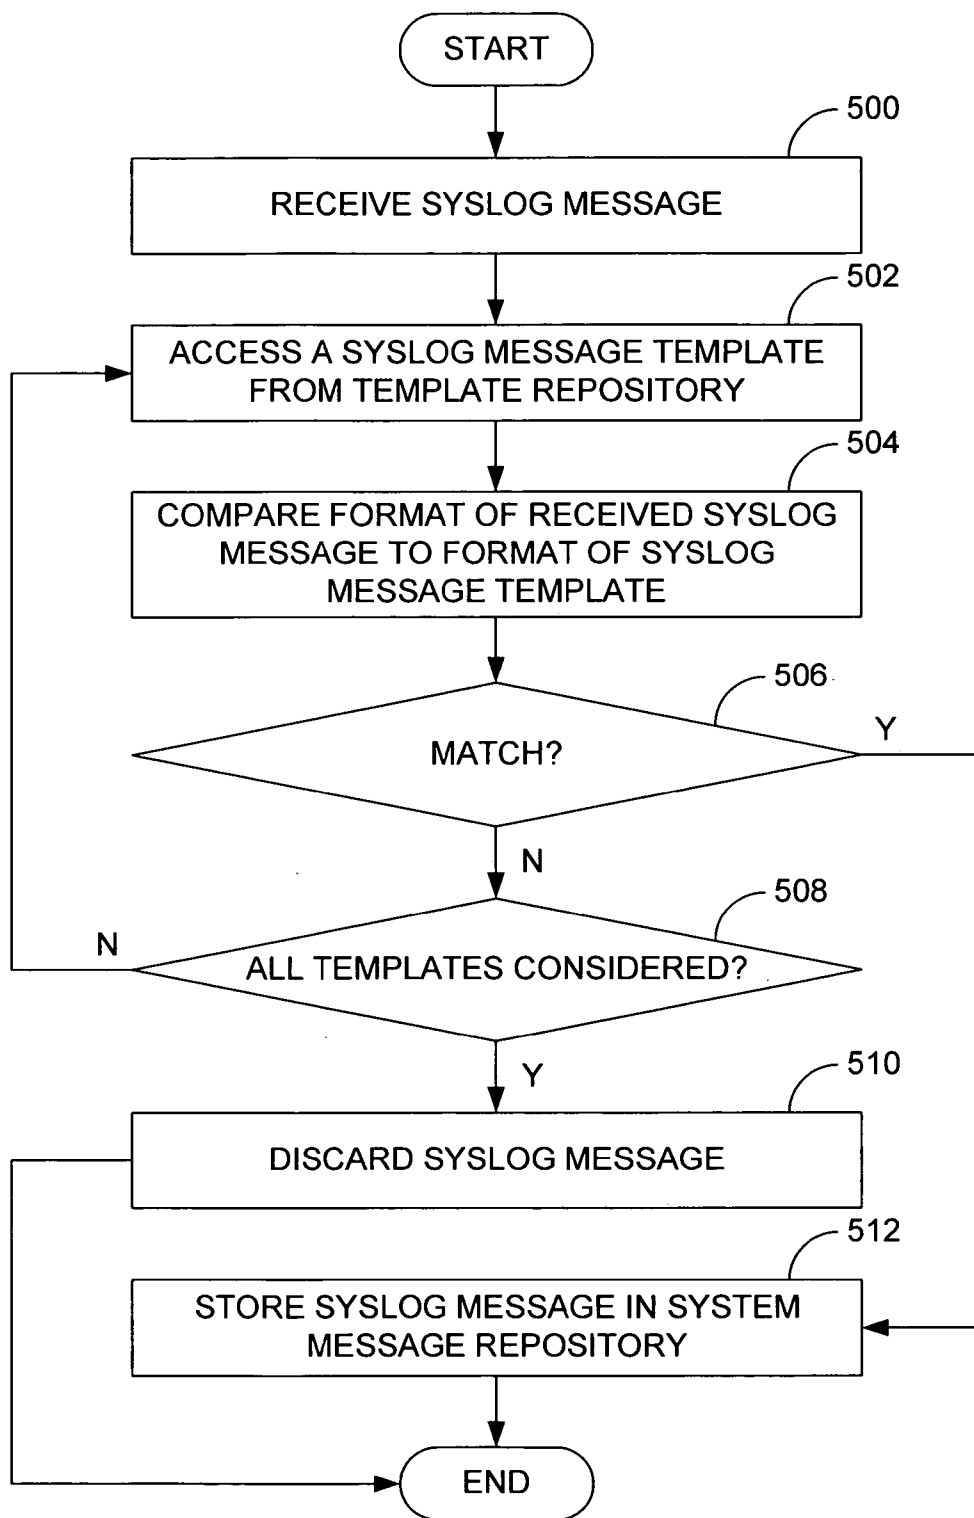 START
500
RECEIVE SYSLOG MESSAGE
502
ACCESS A SYSLOG MESSAGE TEMPLATE
FROM TEMPLATE REPOSITORY
504
COMPARE FORMAT OF RECEIVED SYSLOG
MESSAGE TO FORMAT OF SYSLOG
MESSAGE TEMPLATE
506
MATCH?
Y
N
508
ALL TEMPLATES CONSIDERED?
N
Y
510
DISCARD SYSLOG MESSAGE
512
STORE SYSLOG MESSAGE IN SYSTEM
MESSAGE REPOSITORY
END